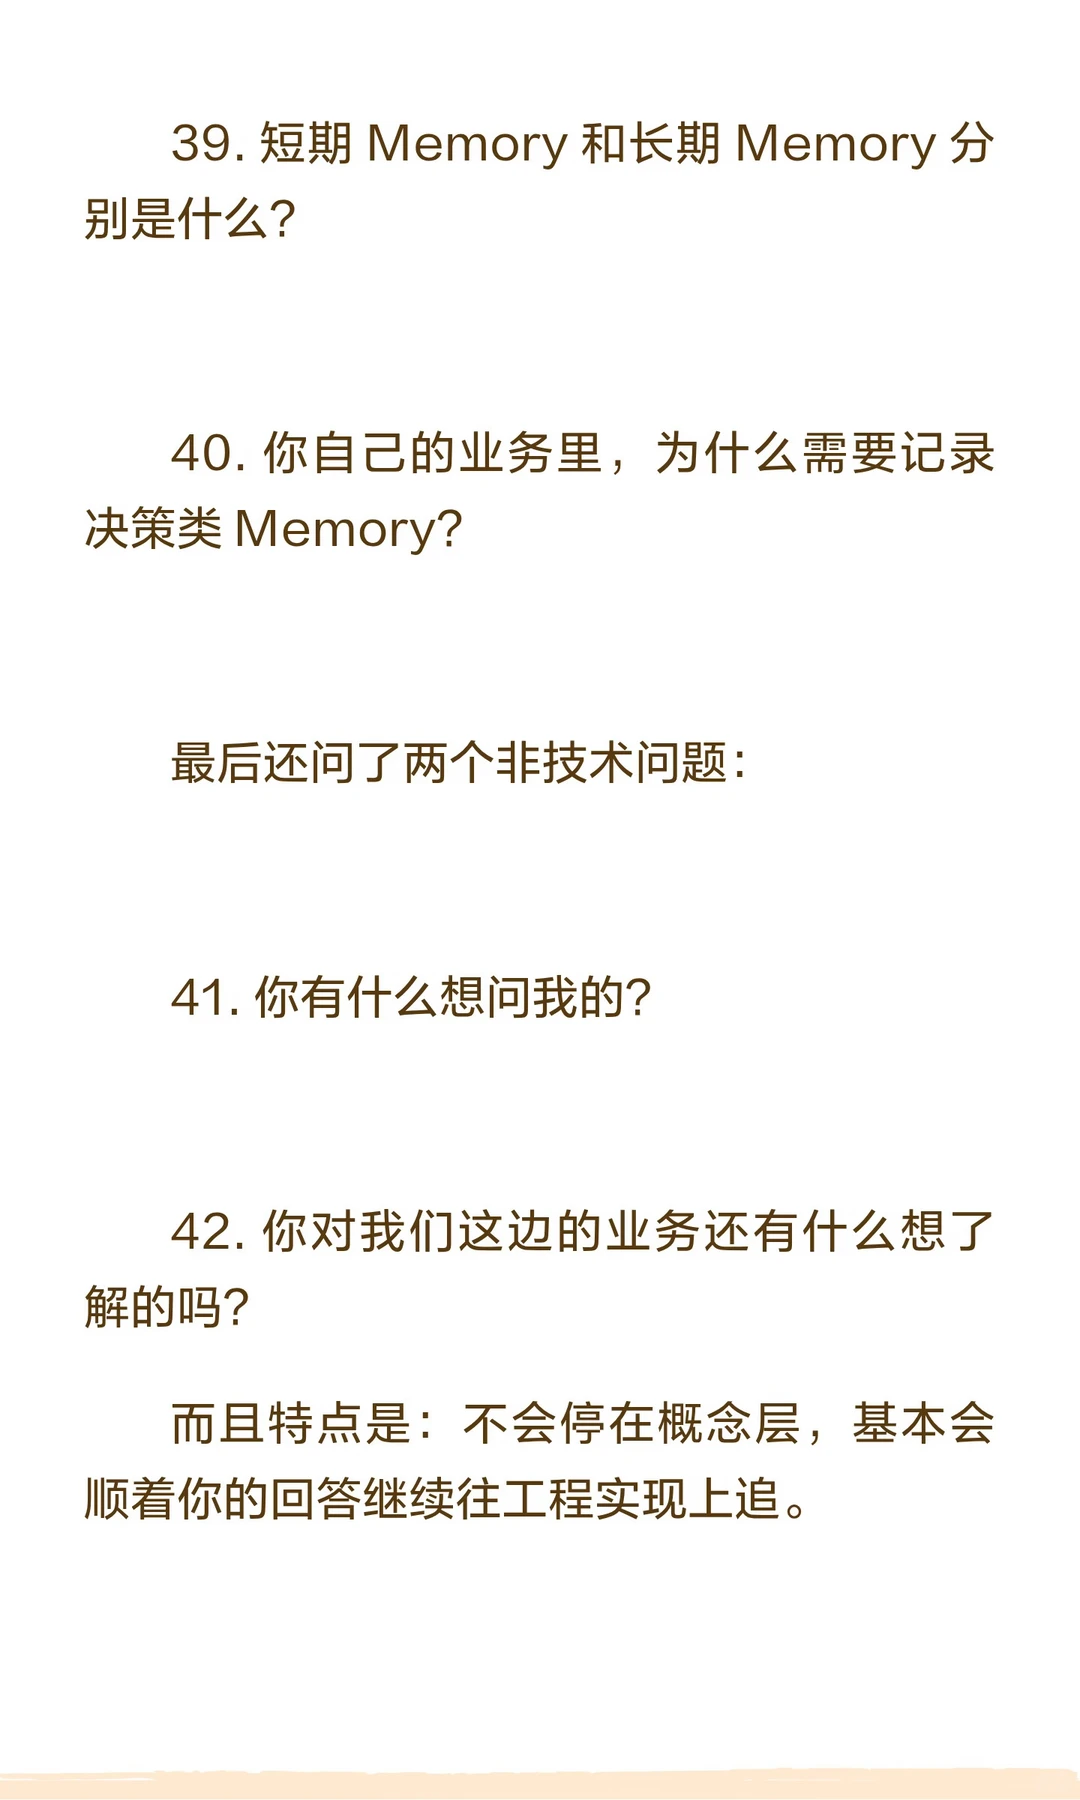 39. 短期 Memory 和长期 Memory 分
别是什么?
40. 你自己的业务里，为什么需要记录
决策类 Memory?
最后还问了两个非技术问题：
41. 你有什么想问我的?
42. 你对我们这边的业务还有什么想了
解的吗?
而且特点是：不会停在概念层，基本会
顺着你的回答继续往工程实现上追。